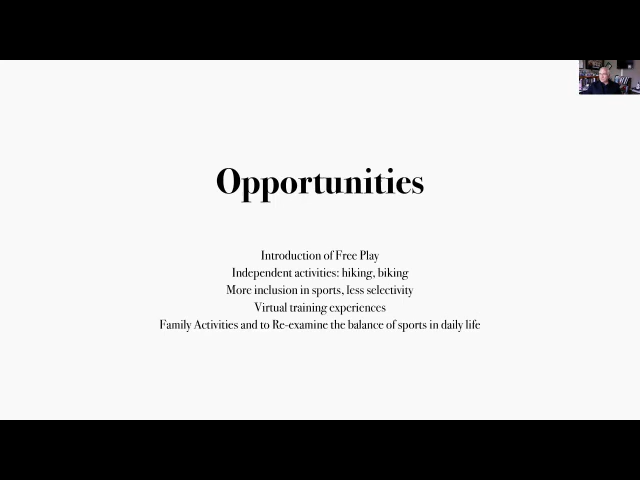 Opportunities
Introduction of Free Play
Independent activities: hiking, biking
More inclusion in sports, less selectivity
Virtual training experiences
Family Activities and to Re-examine the balance of sports in daily life